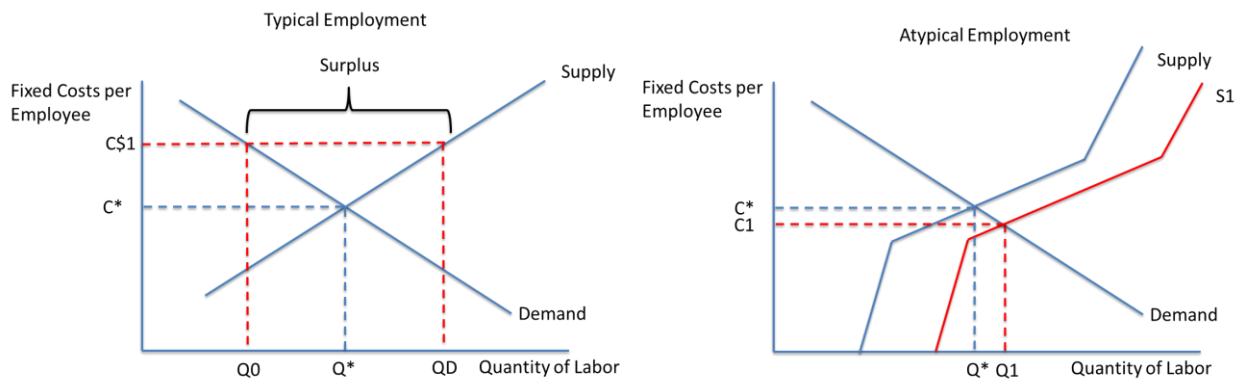 Typical Employment
Surplus
Supply
Fixed Costs per
Employee
C$1
C*
Demand
Q0
Q*
QD
Quantity of Labor
Atypical Employment
Supply
Fixed Costs per
Employee
S1
C*
C1
Demand
Q*
Q1
Quantity of Labor